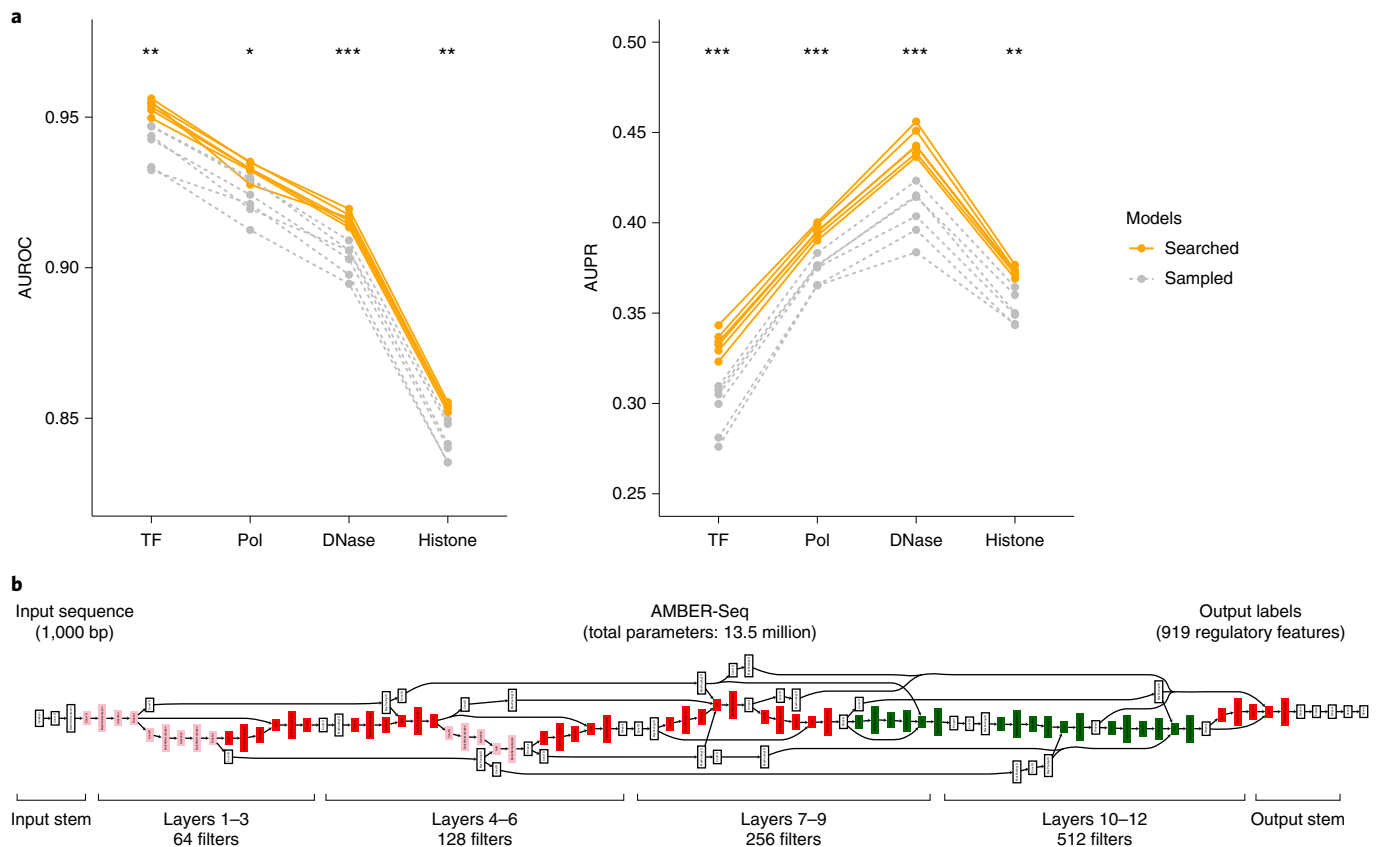 a
** * *** **
*** *** *** **
0.95
0.90
0.85
AUROC
TF Pol DNase Histone
0.50
0.45
0.40
0.35
0.30
0.25
AUPR
TF Pol DNase Histone
Models
Searched
Sampled
b
Input sequence
(1,000 bp)
AMBER-Seq
(total parameters: 13.5 million)
Output labels
(919 regulatory features)
Input stem
Layers 1–3
64 filters
Layers 4–6
128 filters
Layers 7–9
256 filters
Layers 10–12
512 filters
Output stem